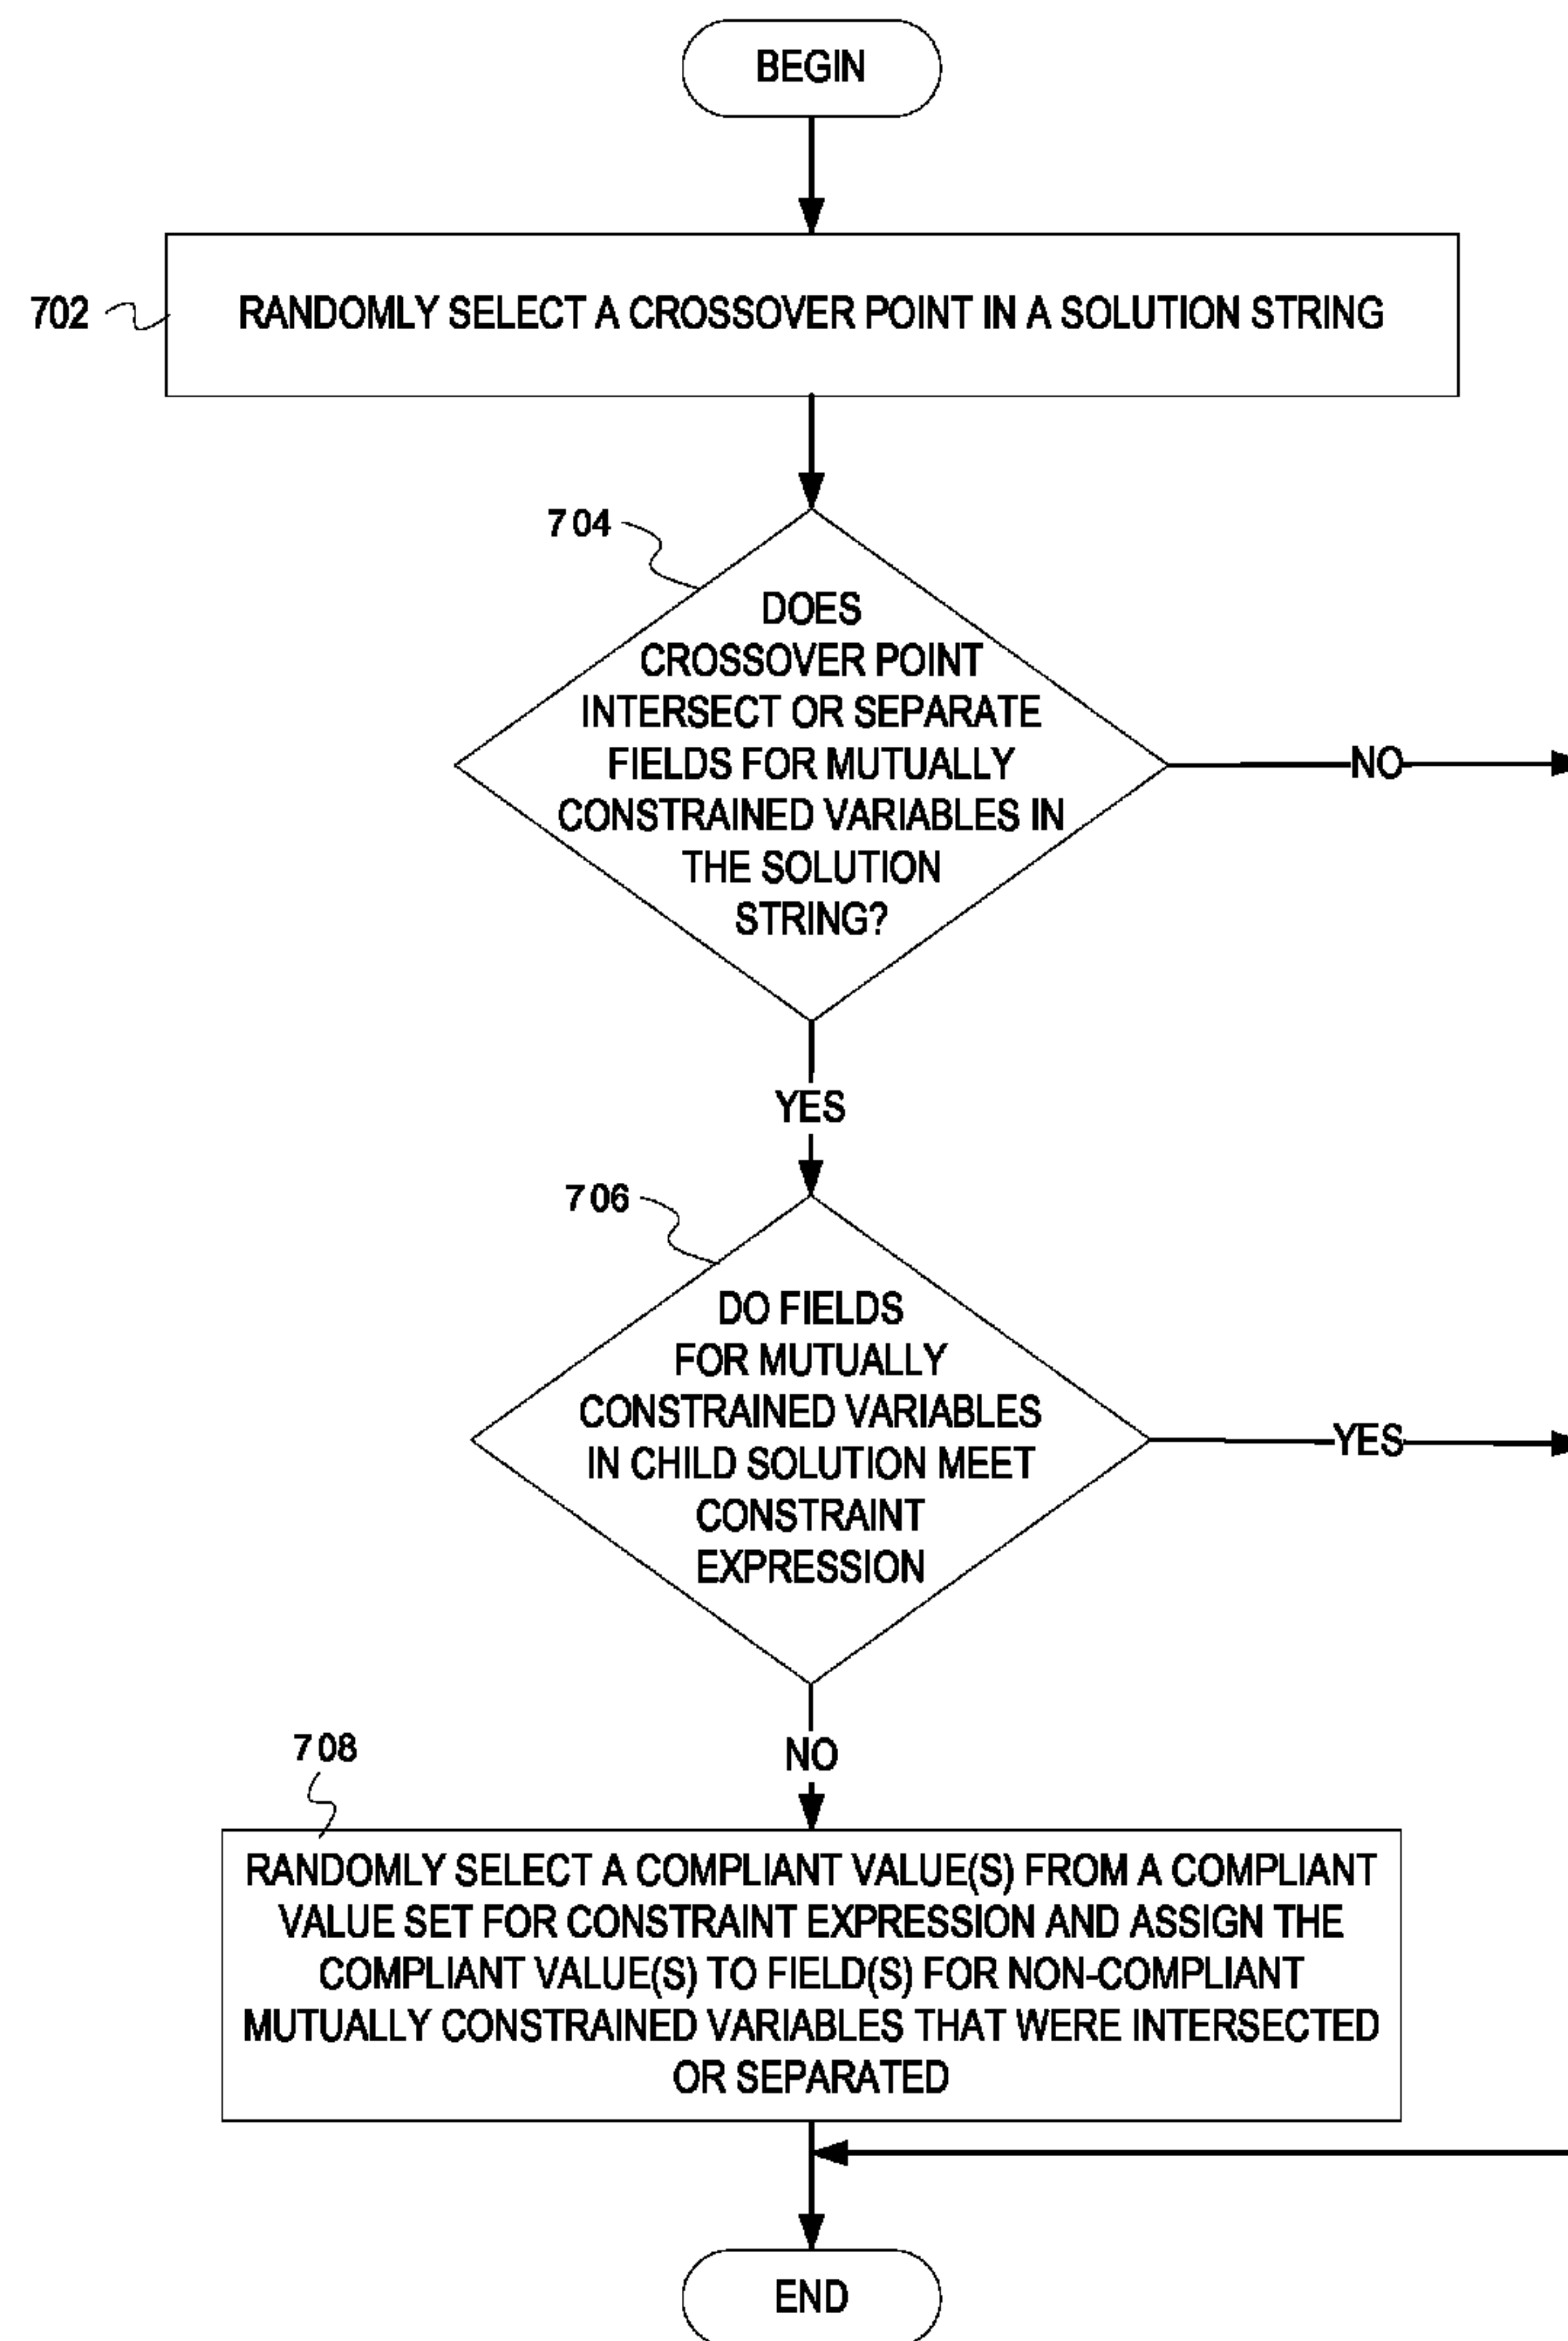 BEGIN
702
RANDOMLY SELECT A CROSSOVER POINT IN A SOLUTION STRING
704
DOES
CROSSOVER POINT
INTERSECT OR SEPARATE
FIELDS FOR MUTUALLY
CONSTRAINED VARIABLES IN
THE SOLUTION
STRING?
NO
YES
706
DO FIELDS
FOR MUTUALLY
CONSTRAINED VARIABLES
IN CHILD SOLUTION MEET
CONSTRAINT
EXPRESSION
YES
NO
708
RANDOMLY SELECT A COMPLIANT VALUE(S) FROM A COMPLIANT
VALUE SET FOR CONSTRAINT EXPRESSION AND ASSIGN THE
COMPLIANT VALUE(S) TO FIELD(S) FOR NON-COMPLIANT
MUTUALLY CONSTRAINED VARIABLES THAT WERE INTERSECTED
OR SEPARATED
END